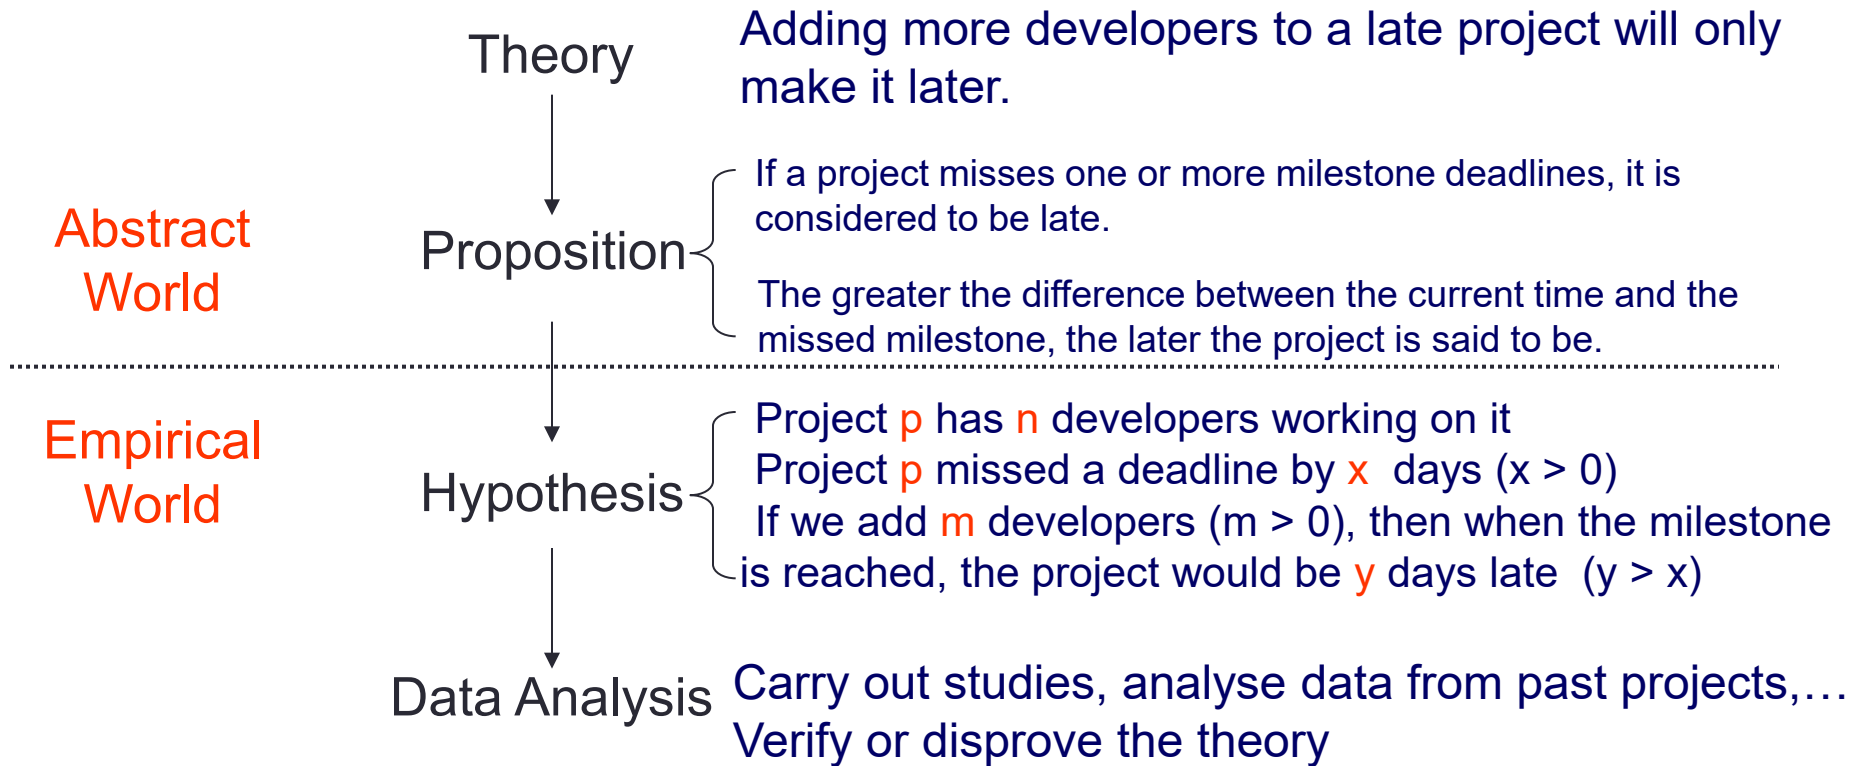 Theory
Adding more developers to a late project will only
make it later.
Abstract
World
Proposition
If a project misses one or more milestone deadlines, it is
considered to be late.
The greater the difference between the current time and the
missed milestone, the later the project is said to be.
Empirical
World
Hypothesis
Project p has n developers working on it
Project p missed a deadline by x days (x > 0)
If we add m developers (m > 0), then when the milestone
is reached, the project would be y days late (y > x)
Data Analysis
Carry out studies, analyse data from past projects,…
Verify or disprove the theory